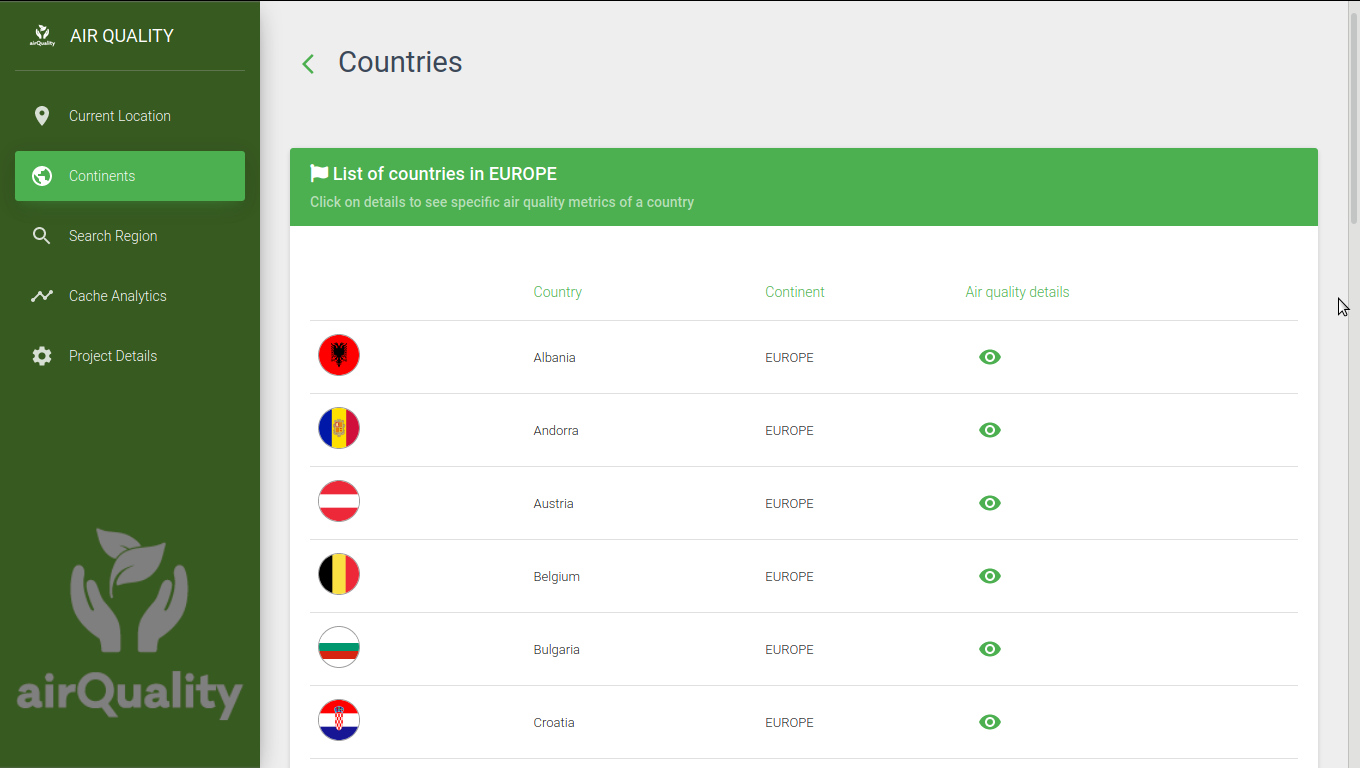 airQuality
AIR QUALITY
Current Location
Continents
Search Region
Cache Analytics
Project Details
airQuality
Countries
List of countries in EUROPE
Click on details to see specific air quality metrics of a country
Country Continent Air quality details
Albania EUROPE
Andorra EUROPE
Austria EUROPE
Belgium EUROPE
Bulgaria EUROPE
Croatia EUROPE